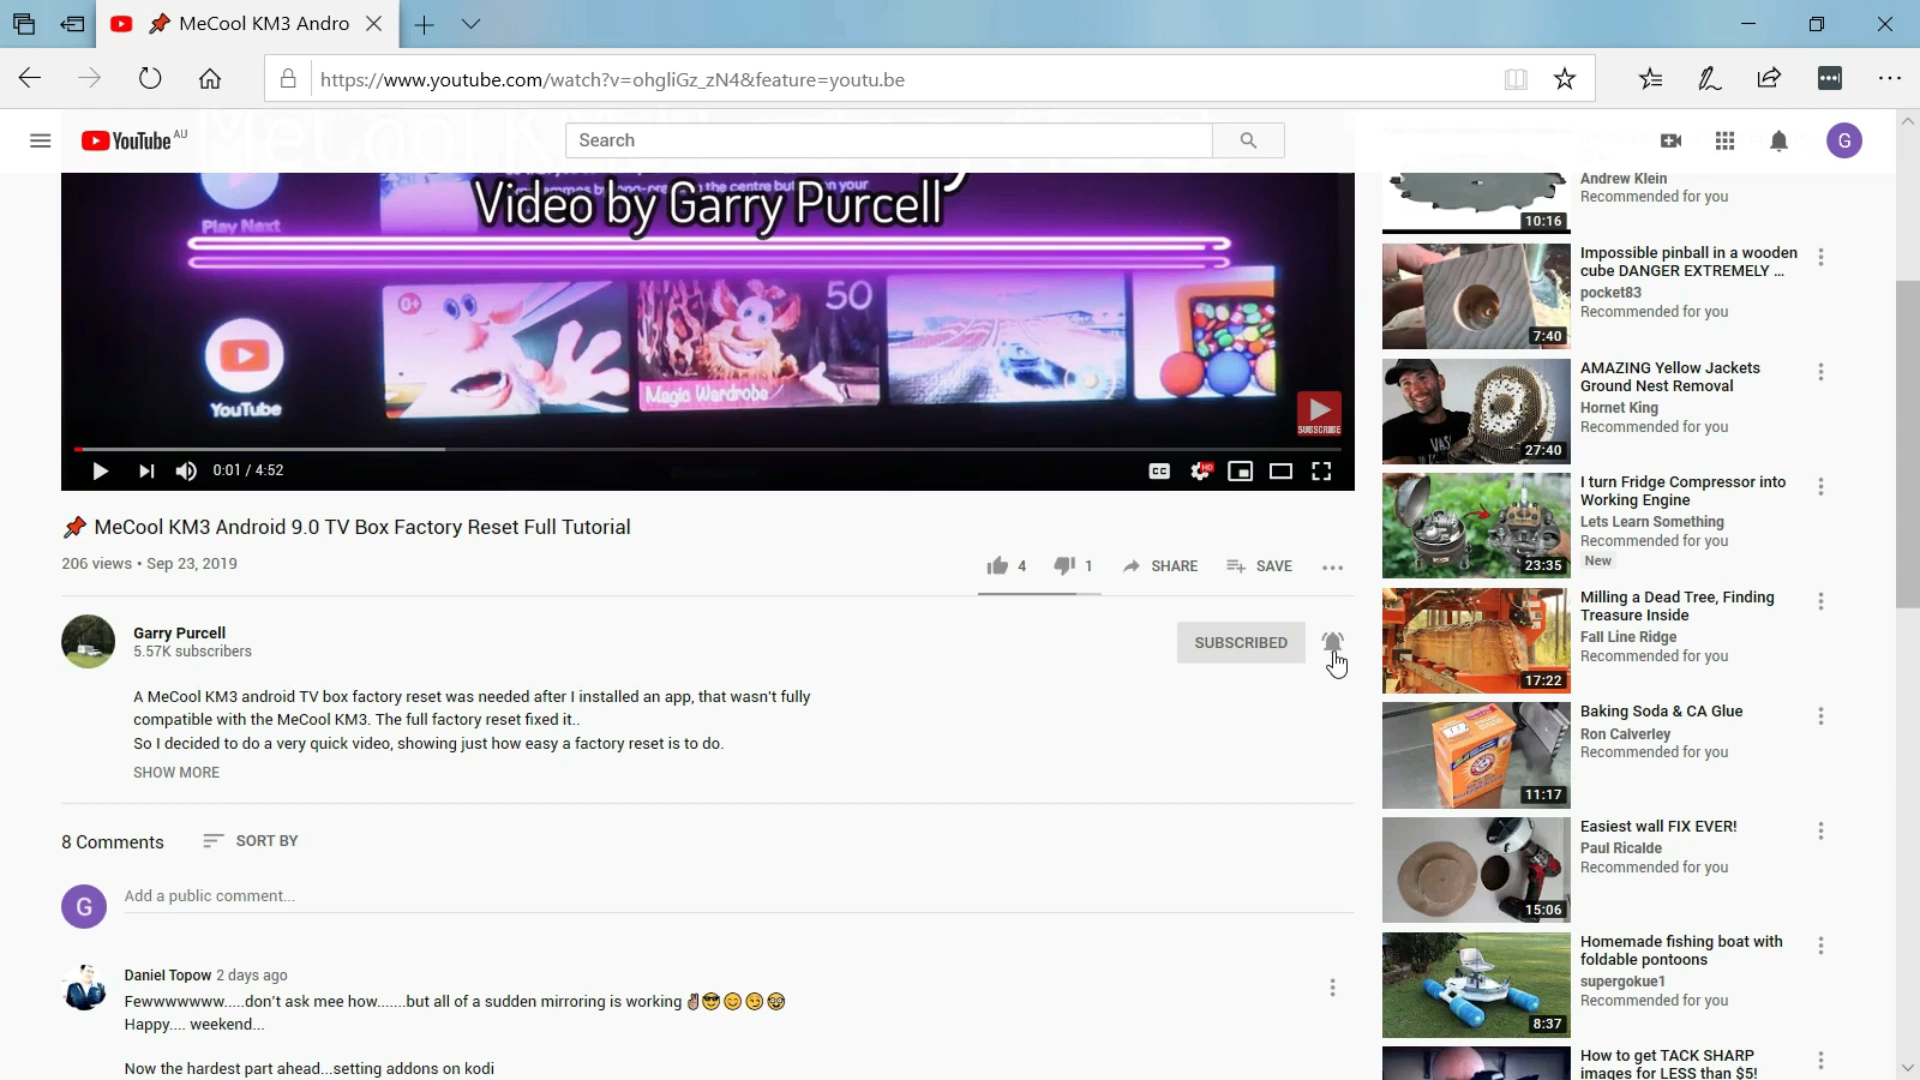 MeCool KM3 Andro
https://www.youtube.com/watch?v=ohgliGz_zN4&feature=youtu.be
YouTube AU
Search
G
Video by Garry Purcell
Play Next
0+
50
Magic Wardrobe
YouTube
SUBSCRIBE
0:01 / 4:52
CC
HD
MeCool KM3 Android 9.0 TV Box Factory Reset Full Tutorial
206 views • Sep 23, 2019
4
1
SHARE
SAVE
Garry Purcell
5.57K subscribers
SUBSCRIBED
A MeCool KM3 android TV box factory reset was needed after I installed an app, that wasn't fully
compatible with the MeCool KM3. The full factory reset fixed it..
So I decided to do a very quick video, showing just how easy a factory reset is to do.
SHOW MORE
8 Comments
SORT BY
G
Add a public comment...
Daniel Topow 2 days ago
Fewwwwwww.....don't ask mee how.......but all of a sudden mirroring is working
Happy.... weekend...
Now the hardest part ahead...setting addons on kodi
Andrew Klein
Recommended for you
10:16
Impossible pinball in a wooden
cube DANGER EXTREMELY ...
pocket83
Recommended for you
7:40
AMAZING Yellow Jackets
Ground Nest Removal
Hornet King
Recommended for you
27:40
I turn Fridge Compressor into
Working Engine
Lets Learn Something
Recommended for you
New
23:35
Milling a Dead Tree, Finding
Treasure Inside
Fall Line Ridge
Recommended for you
17:22
Baking Soda & CA Glue
Ron Calverley
Recommended for you
11:17
Easiest wall FIX EVER!
Paul Ricalde
Recommended for you
15:06
Homemade fishing boat with
foldable pontoons
supergokue1
Recommended for you
8:37
How to get TACK SHARP
images for LESS than $5!